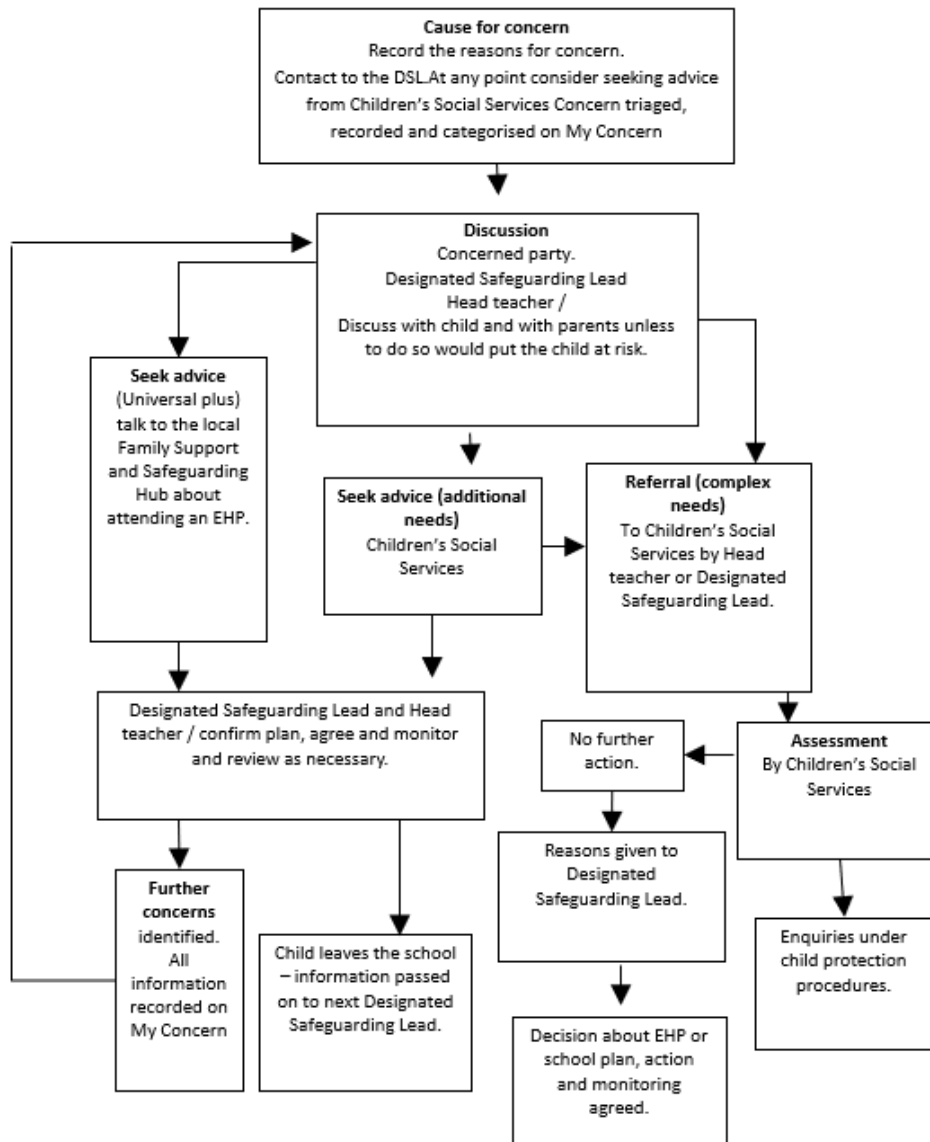 Cause for concern
Record the reasons for concern.
Contact to the DSL.At any point consider seeking advice
from Children's Social Services Concern triaged,
recorded and categorised on My Concern
Discussion
Concerned party.
Designated Safeguarding Lead
Head teacher /
Discuss with child and with parents unless
to do so would put the child at risk.
Seek advice
(Universal plus)
talk to the local
Family Support
and Safeguarding
Hub about
attending an EHP.
Seek advice (additional
needs)
Children's Social
Services
Referral (complex
needs)
To Children's Social
Services by Head
teacher or Designated
Safeguarding Lead.
Designated Safeguarding Lead and Head
teacher / confirm plan, agree and monitor
and review as necessary.
No further
action.
Assessment
By Children's Social
Services
Reasons given to
Designated
Safeguarding Lead.
Further
concerns
identified.
All
information
recorded on
My Concern
Child leaves the school
– information passed
on to next Designated
Safeguarding Lead.
Enquiries under
child protection
procedures.
Decision about EHP or
school plan, action
and monitoring
agreed.